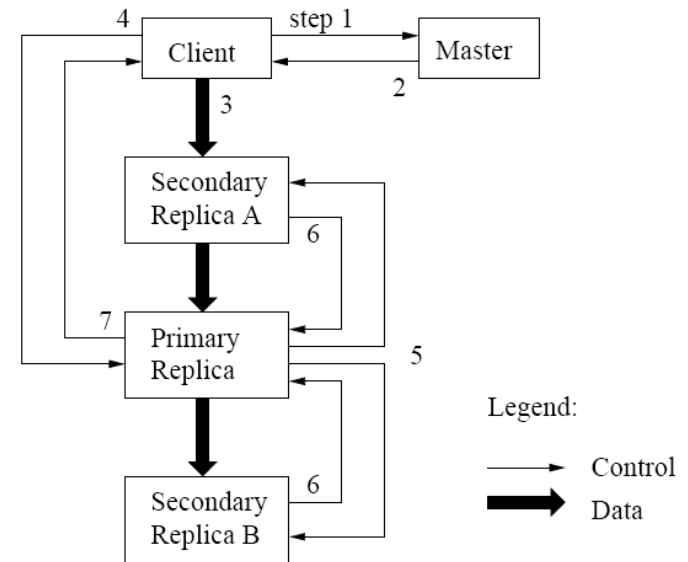 4
step 1
Client
Master
2
3
Secondary
Replica A
6
7
Primary
Replica
5
Legend:
Control
Data
6
Secondary
Replica B